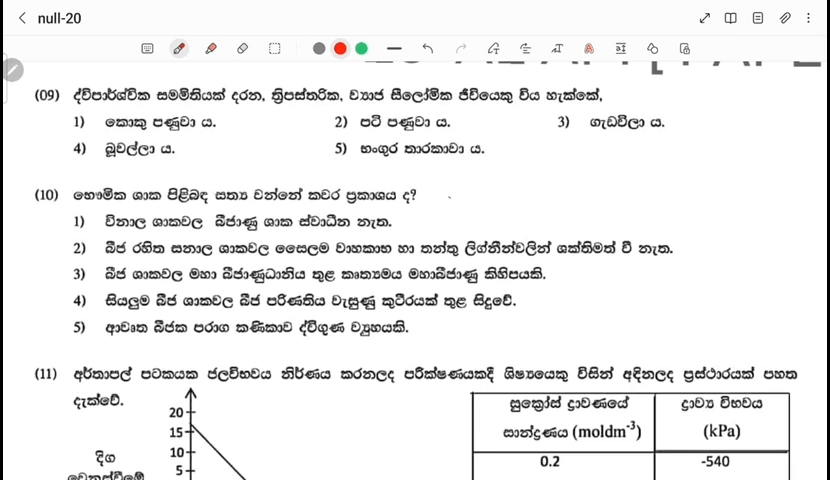 null-20
(09) ද්විපාර්ශ්වික සමමිතියක් දරන, ත්‍රිපස්තරික, ව්‍යාජ සීලෝමික ජීවියෙකු විය හැක්කේ,
1) කොකු පණුවා ය. 2) පටි පණුවා ය. 3) ගැඩවිලා ය.
4) බූවල්ලා ය. 5) භංගුර තාරකාවා ය.
(10) භෞමික ශාක පිළිබඳ සත්‍ය වන්නේ කවර ප්‍රකාශය ද?
1) විනාල ශාකවල බීජාණු ශාක ස්වාධීන නැත.
2) බීජ රහිත සනාල ශාකවල සෛලම වාහකාභ හා තන්තු ලිග්නීන්වලින් ශක්තිමත් වී නැත.
3) බීජ ශාකවල මහා බීජාණුධානිය තුළ කෘත්‍යමය මහාබීජාණු කිහිපයකි.
4) සියලුම බීජ ශාකවල බීජ පරිණතිය වැසුණු කුටීරයක් තුළ සිදුවේ.
5) ආවෘත බීජක පරාග කණිකාව ද්විගුණ ව්‍යුහයකි.
(11) අර්තාපල් පටකයක ජලවිභවය නිර්ණය කරනලද පරීක්ෂණයකදී ශිෂ්‍යයෙකු විසින් අඳිනලද ප්‍රස්ථාරයක් පහත
දැක්වේ.
20
15
10
5
දිග
වෙනස්වීමේ
සුක්‍රෝස් ද්‍රාවණයේ සාන්ද්‍රණය (moldm⁻³) ද්‍රාව්‍ය විභවය (kPa)
0.2 -540